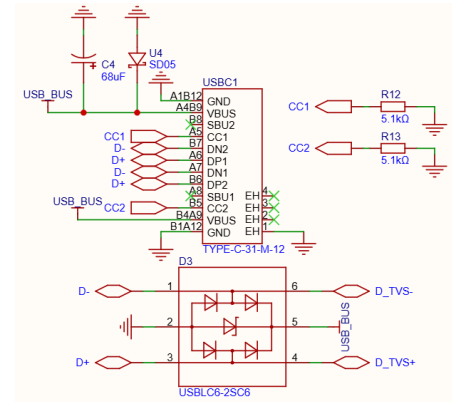 C4
68uF
U4
SD05
USB_BUS
USBC1
A1B12 GND
A4B9 VBUS
B8 SBU2
CC1 A5 CC1
D- B7 DN2
D+ A6 DP1
D- A7 DN1
D+ B6 DP2
A8 SBU1 EH 4
USB_BUS CC2 B5 CC2 EH 3
B4A9 VBUS EH 2
B1A12 GND EH 1
TYPE-C-31-M-12
CC1 R12
5.1kΩ
CC2 R13
5.1kΩ
D3
D- 1 6 D_TVS-
2 5 USB_BUS
D+ 3 4 D_TVS+
USBLC6-2SC6